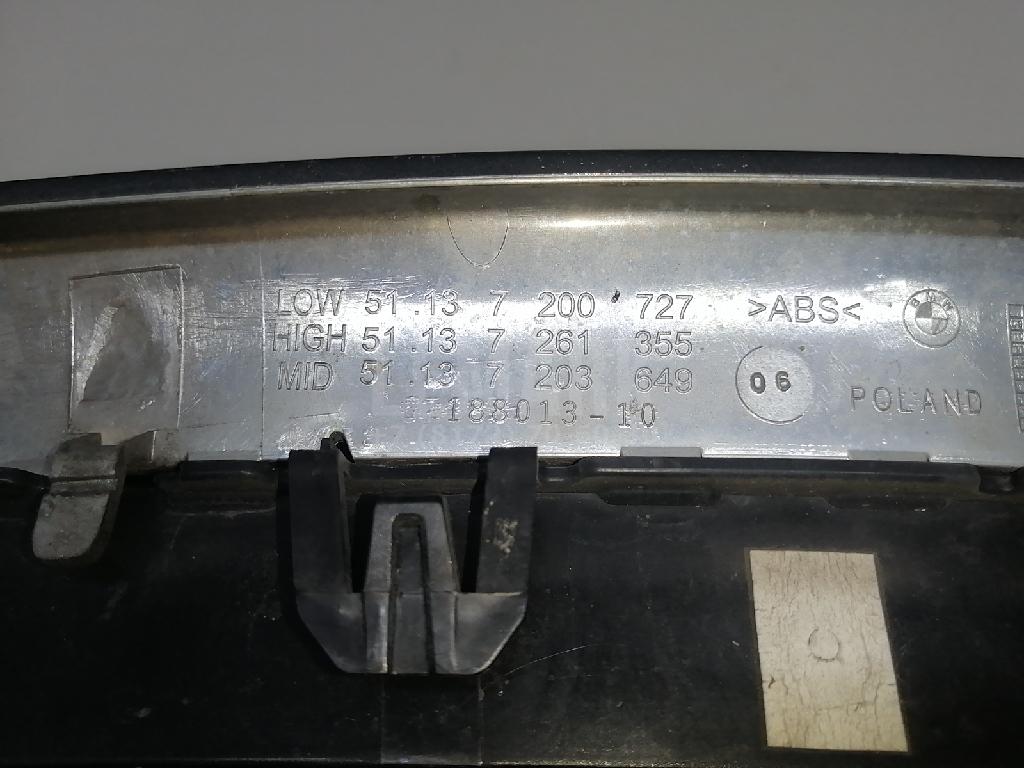 LOW 51.13 7 200 727 >ABS< BMW
HIGH 51.13 7 261 355
MID 51.13 7 203 649 06 POLAND
188013-10